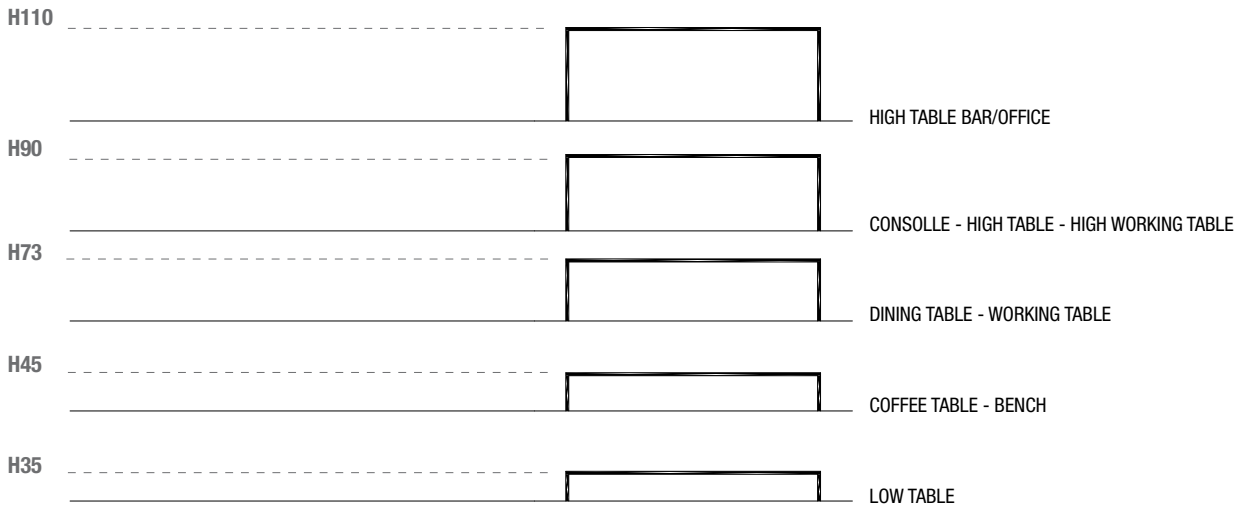 H110
HIGH TABLE BAR/OFFICE
H90
CONSOLLE - HIGH TABLE - HIGH WORKING TABLE
H73
DINING TABLE - WORKING TABLE
H45
COFFEE TABLE - BENCH
H35
LOW TABLE